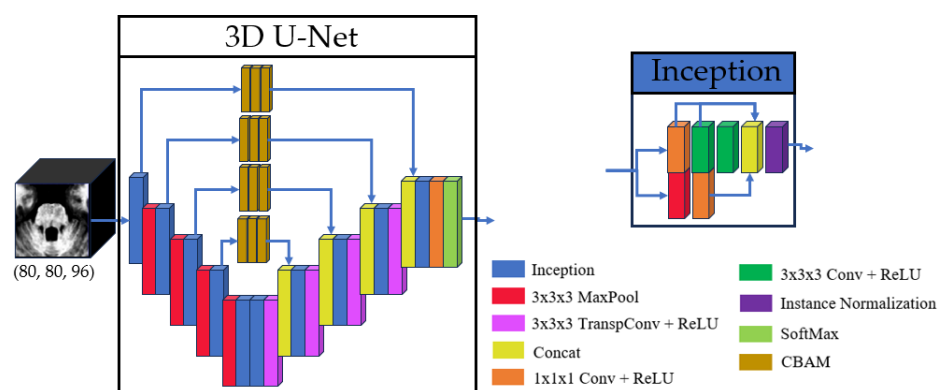 3D U-Net
Inception
(80, 80, 96)
Inception
3x3x3 MaxPool
3x3x3 TranspConv + ReLU
Concat
1x1x1 Conv + ReLU
3x3x3 Conv + ReLU
Instance Normalization
SoftMax
CBAM